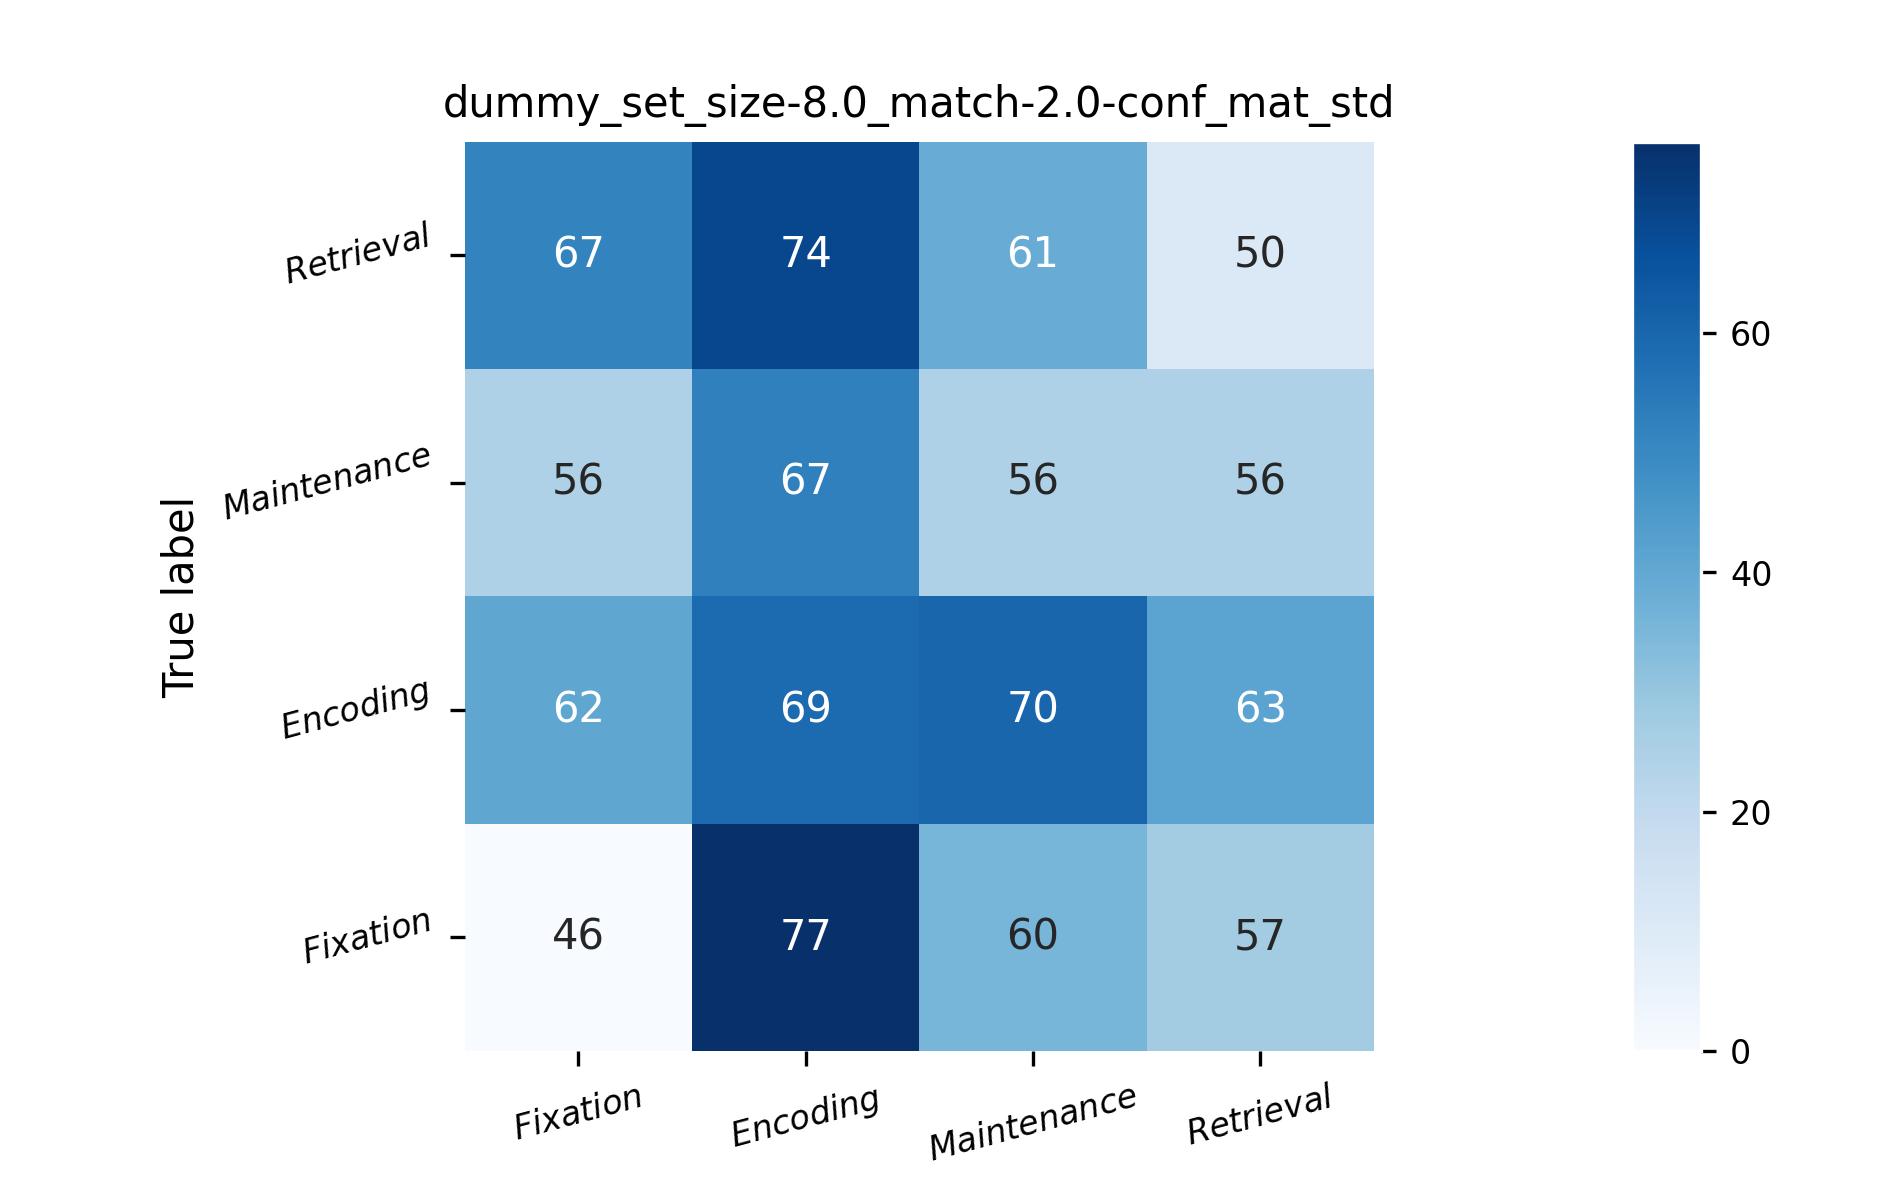 dummy_set_size-8.0_match-2.0-conf_mat_std
True label
Retrieval 67 74 61 50
Maintenance 56 67 56 56
Encoding 62 69 70 63
Fixation 46 77 60 57
Fixation Encoding Maintenance Retrieval
60
40
20
0